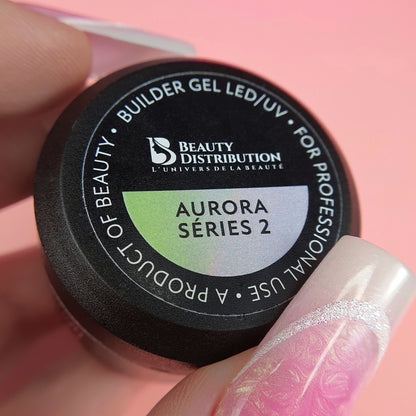 • BUILDER GEL LED/UV • FOR PROFESSIONAL USE • A PRODUCT OF BEAUTY
BEAUTY
DISTRIBUTION
L'UNIVERS DE LA BEAUTÉ
AURORA
SÉRIES 2